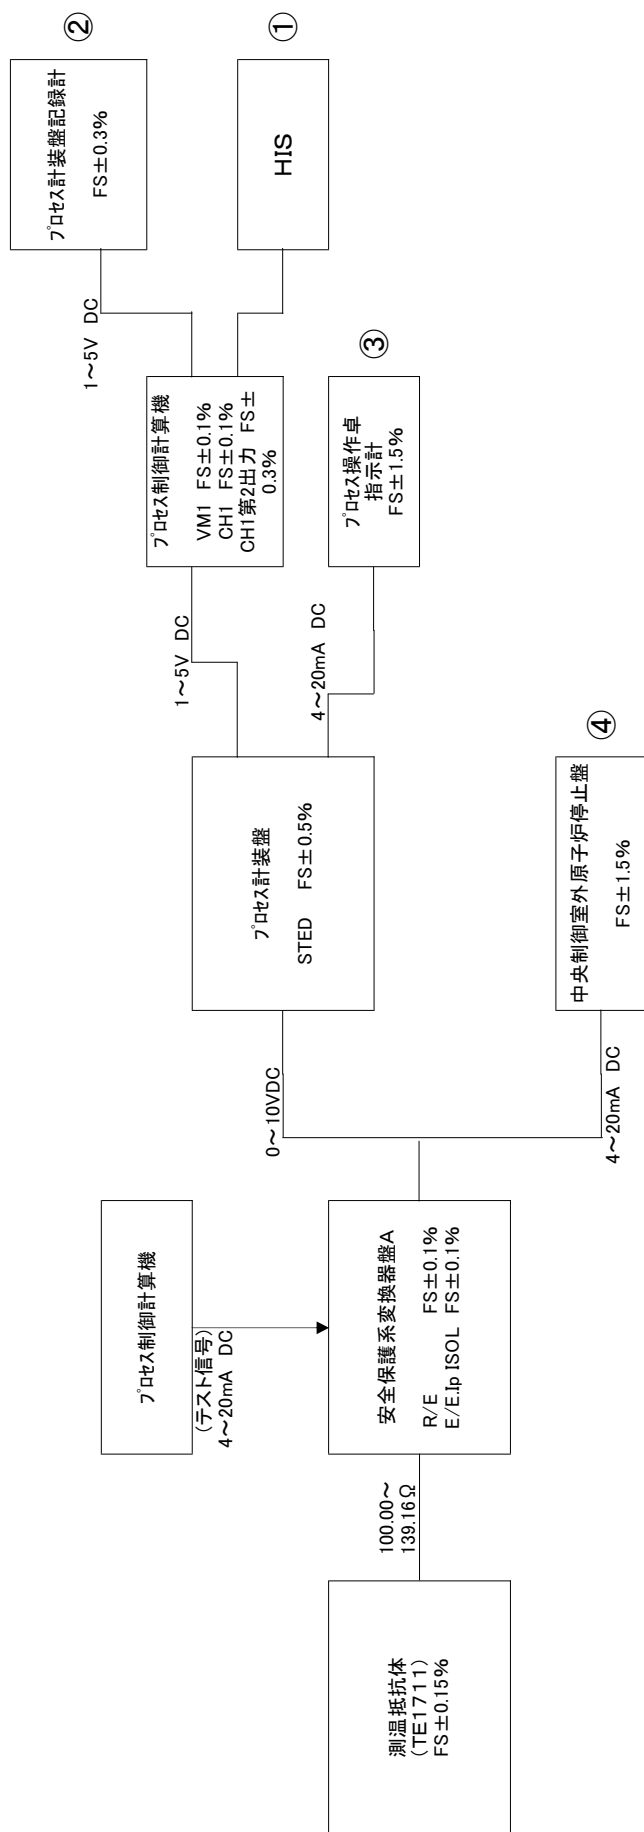 測温抵抗体
(TE1711)
FS±0.15%
100.00～
139.16Ω
プロセス制御計算機
(テスト信号)
4～20mA DC
安全保護系変換器盤A
R/E FS±0.1%
E/E.Ip ISOL FS±0.1%
0～10VDC
4～20mA DC
プロセス計装盤
STED FS±0.5%
中央制御室外原子炉停止盤
FS±1.5%
④
1～5V DC
4～20mA DC
プロセス制御計算機
VM1 FS±0.1%
CH1 FS±0.1%
CH1第2出力 FS±
0.3%
プロセス操作卓
指示計
FS±1.5%
③
1～5V DC
プロセス計装盤記録計
FS±0.3%
②
HIS
①